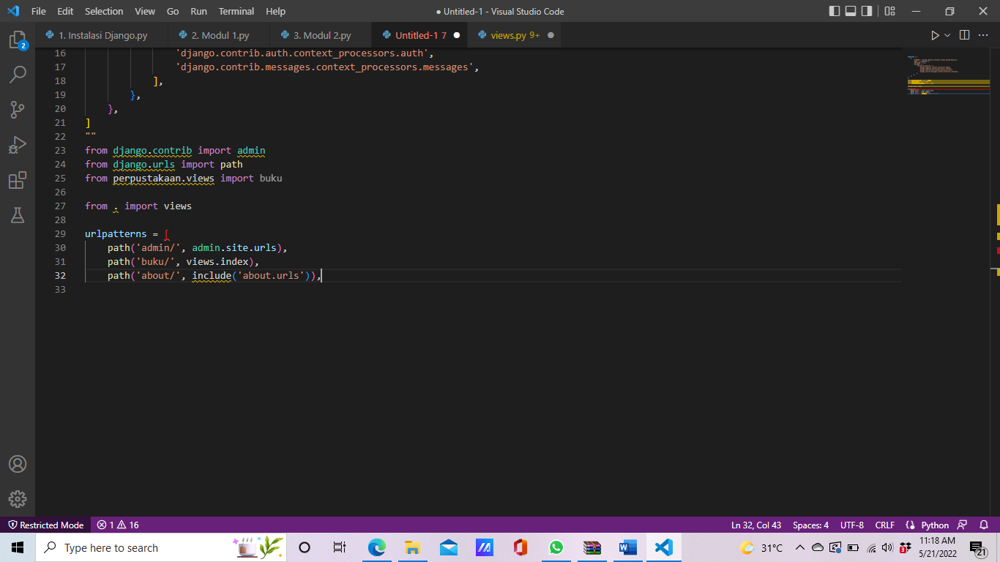 File Edit Selection View Go Run Terminal Help
● Untitled-1 - Visual Studio Code
1. Instalasi Django.py
2. Modul 1.py
3. Modul 2.py
Untitled-1 7
views.py 9+
2
16 'django.contrib.auth.context_processors.auth',
17 'django.contrib.messages.context_processors.messages',
18 ],
19 },
20 },
21 ]
22 ""
23 from django.contrib import admin
24 from django.urls import path
25 from perpustakaan.views import buku
26
27 from . import views
28
29 urlpatterns = [
30 path('admin/', admin.site.urls),
31 path('buku/', views.index),
32 path('about/', include('about.urls')),
33
Restricted Mode 1 16
Ln 32, Col 43 Spaces: 4 UTF-8 CRLF Python
Type here to search
31°C
11:18 AM
5/21/2022
21